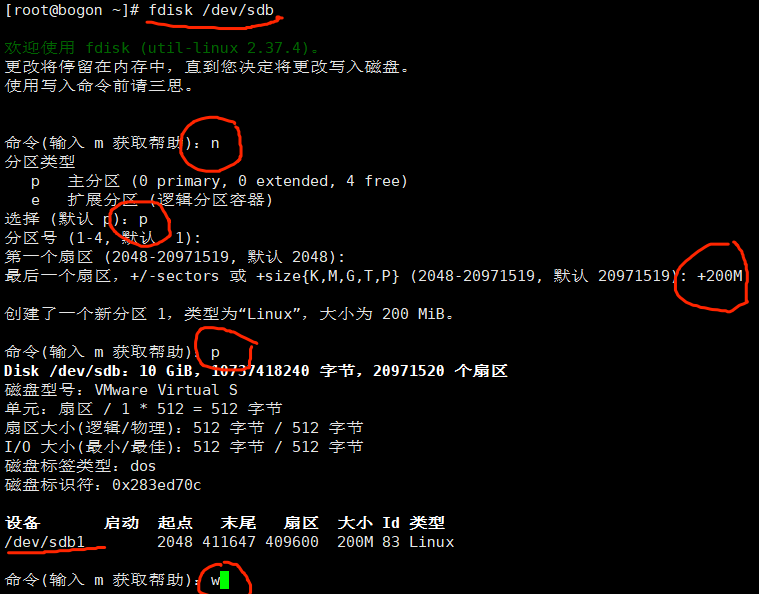 [root@bogon ~]# fdisk /dev/sdb
欢迎使用 fdisk (util-linux 2.37.4)。
更改将停留在内存中，直到您决定将更改写入磁盘。
使用写入命令前请三思。
命令(输入 m 获取帮助)：n
分区类型
p   主分区 (0 primary, 0 extended, 4 free)
e   扩展分区 (逻辑分区容器)
选择 (默认 p)：p
分区号 (1-4, 默认  1):
第一个扇区 (2048-20971519, 默认 2048):
最后一个扇区，+/-sectors 或 +size{K,M,G,T,P} (2048-20971519, 默认 20971519): +200M
创建了一个新分区 1，类型为“Linux”，大小为 200 MiB。
命令(输入 m 获取帮助)：p
Disk /dev/sdb：10 GiB，10737418240 字节，20971520 个扇区
磁盘型号：VMware Virtual S
单元：扇区 / 1 * 512 = 512 字节
扇区大小(逻辑/物理)：512 字节 / 512 字节
I/O 大小(最小/最佳)：512 字节 / 512 字节
磁盘标签类型：dos
磁盘标识符：0x283ed70c
设备       启动  起点   末尾   扇区  大小 Id 类型
/dev/sdb1        2048 411647 409600  200M 83 Linux
命令(输入 m 获取帮助)：w